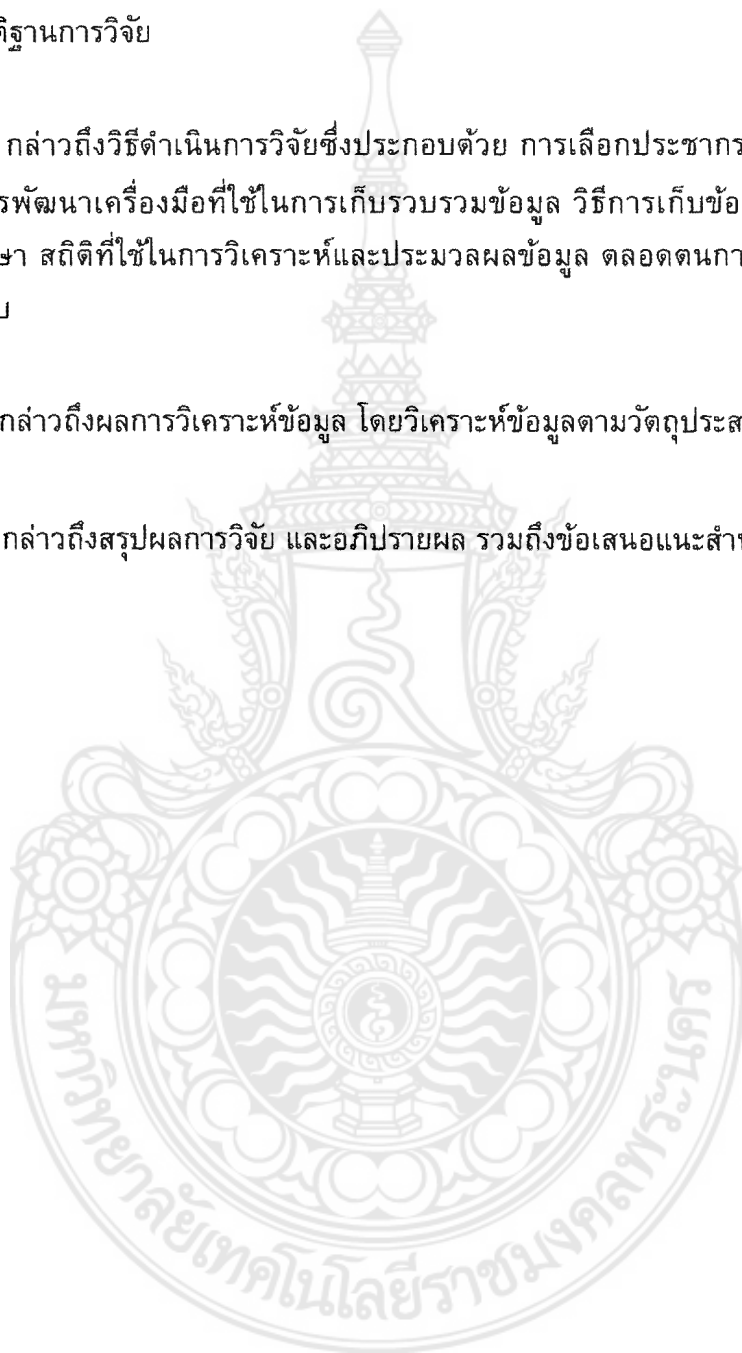 ติฐานการวิจัย
กล่าวถึงวิธีดำเนินการวิจัยซึ่งประกอบด้วย การเลือกประชากร
รพัฒนาเครื่องมือที่ใช้ในการเก็บรวบรวมข้อมูล วิธีการเก็บข้อ
ษา สถิติที่ใช้ในการวิเคราะห์และประมวลผลข้อมูล ตลอดตนกา
กล่าวถึงผลการวิเคราะห์ข้อมูล โดยวิเคราะห์ข้อมูลตามวัตถุประส
กล่าวถึงสรุปผลการวิจัย และอภิปรายผล รวมถึงข้อเสนอแนะสำห
มหาวิทยาลัยเทคโนโลยีราชมงคลพระนคร